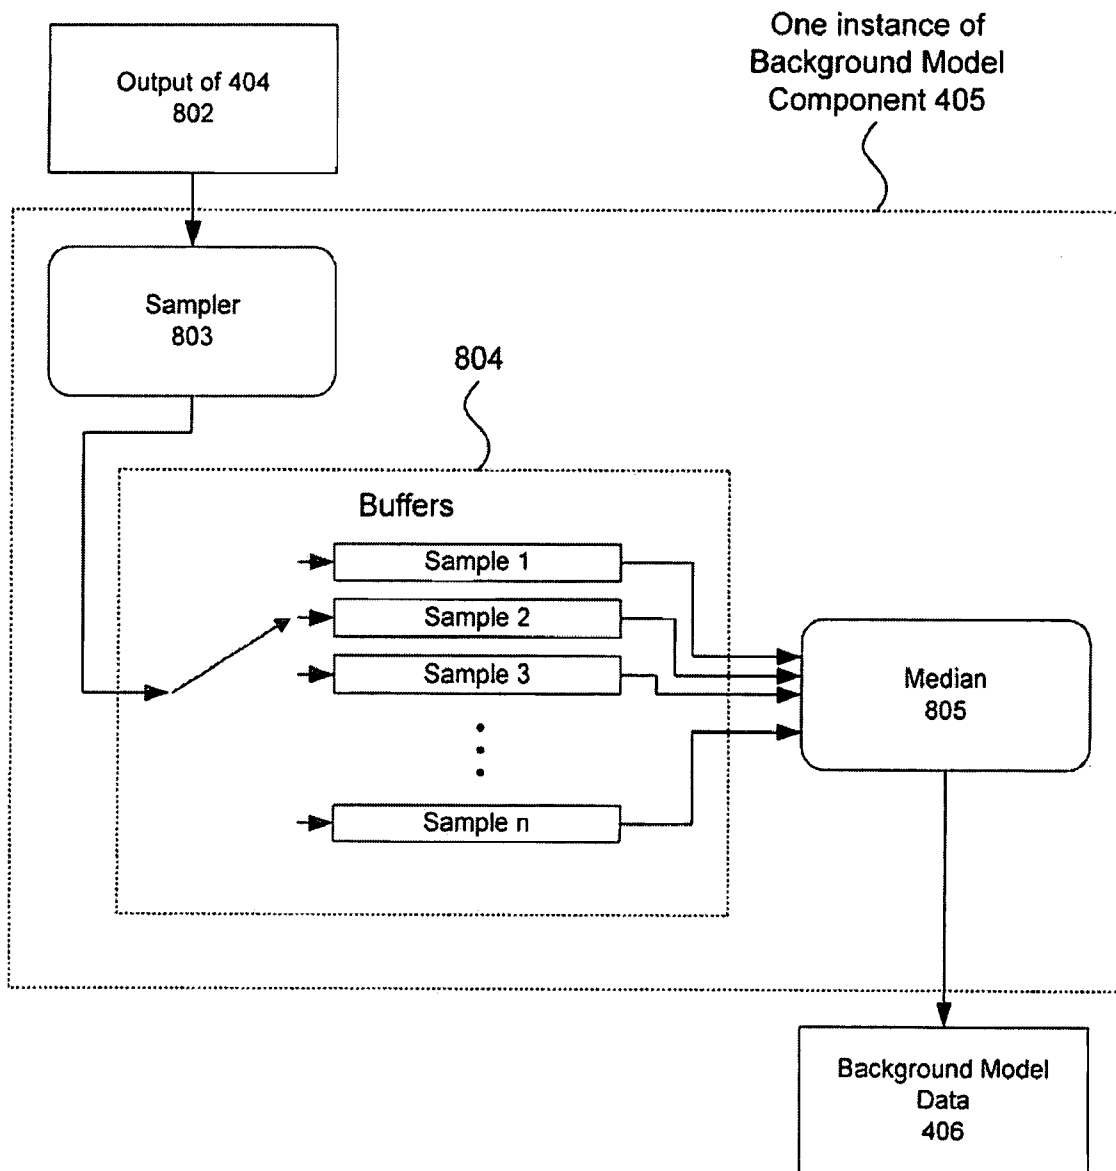 One instance of
Background Model
Component 405
Output of 404
802
Sampler
803
804
Buffers
Sample 1
Sample 2
Sample 3
Sample n
Median
805
Background Model
Data
406